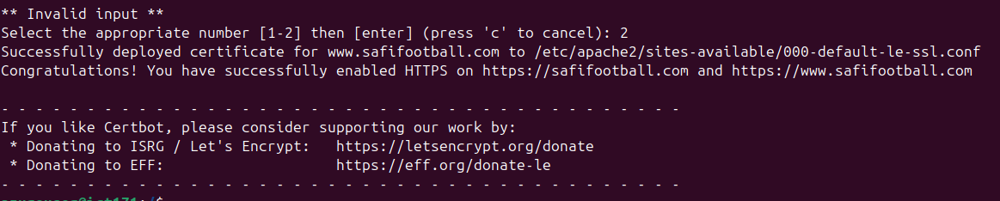 ** Invalid input **
Select the appropriate number [1-2] then [enter] (press 'c' to cancel): 2
Successfully deployed certificate for www.safifootball.com to /etc/apache2/sites-available/000-default-le-ssl.conf
Congratulations! You have successfully enabled HTTPS on https://safifootball.com and https://www.safifootball.com
- - - - - - - - - - - - - - - - - - - - - - - - - - - - - - - - - - - - - - - -
If you like Certbot, please consider supporting our work by:
 * Donating to ISRG / Let's Encrypt:   https://letsencrypt.org/donate
 * Donating to EFF:                    https://eff.org/donate-le
- - - - - - - - - - - - - - - - - - - - - - - - - - - - - - - - - - - - - - - -